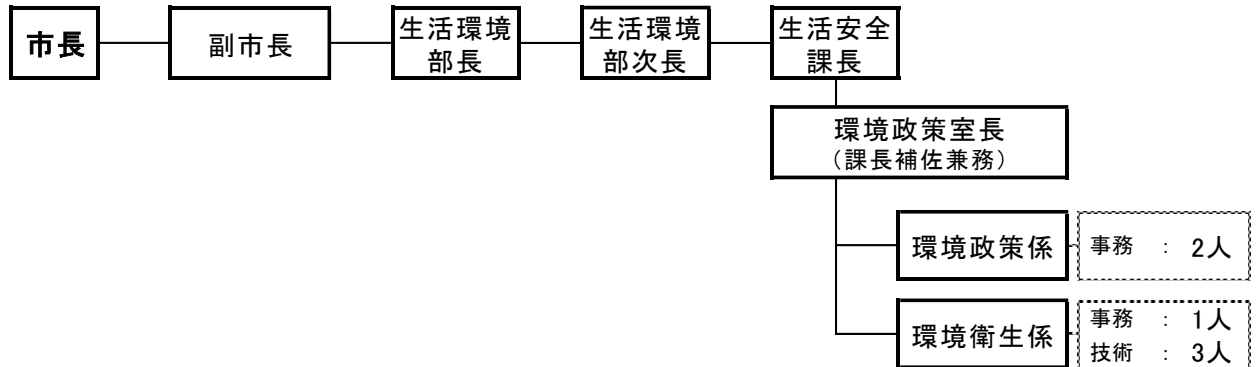 市長
副市長
生活環境
部長
生活環境
部次長
生活安全
課長
環境政策室長
（課長補佐兼務）
環境政策係
事務 ： 2人
環境衛生係
事務 ： 1人
技術 ： 3人